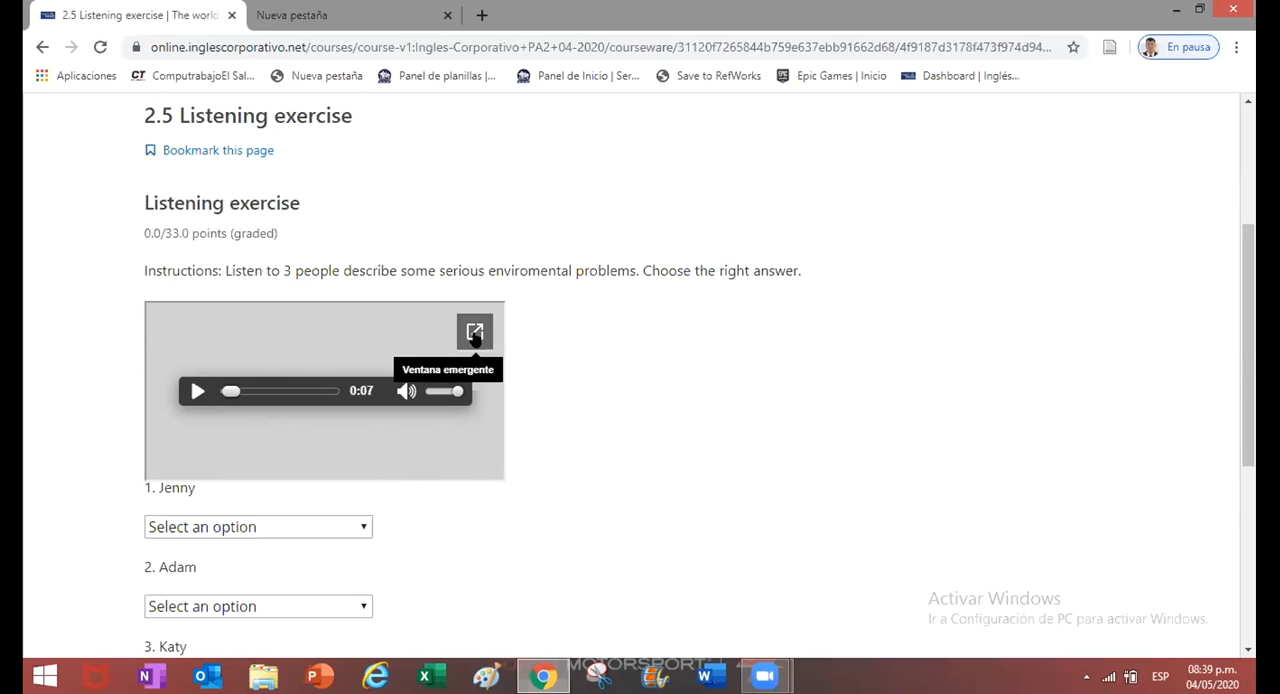 2.5 Listening exercise | The world
Nueva pestaña
online.inglescorporativo.net/courses/course-v1:Ingles-Corporativo+PA2+04-2020/courseware/31120f7265844b759e637ebb91662d68/4f9187d3178f473f974d94...
En pausa
Aplicaciones
CT ComputrabajoEl Sal...
Nueva pestaña
Panel de planillas |...
Panel de Inicio | Ser...
Save to RefWorks
Epic Games | Inicio
Dashboard | Inglés...
2.5 Listening exercise
Bookmark this page
Listening exercise
0.0/33.0 points (graded)
Instructions: Listen to 3 people describe some serious enviromental problems. Choose the right answer.
Ventana emergente
0:07
1. Jenny
Select an option
2. Adam
Select an option
3. Katy
Activar Windows
Ir a Configuración de PC para activar Windows.
MOTORSPORT
ESP
08:39 p.m.
04/05/2020